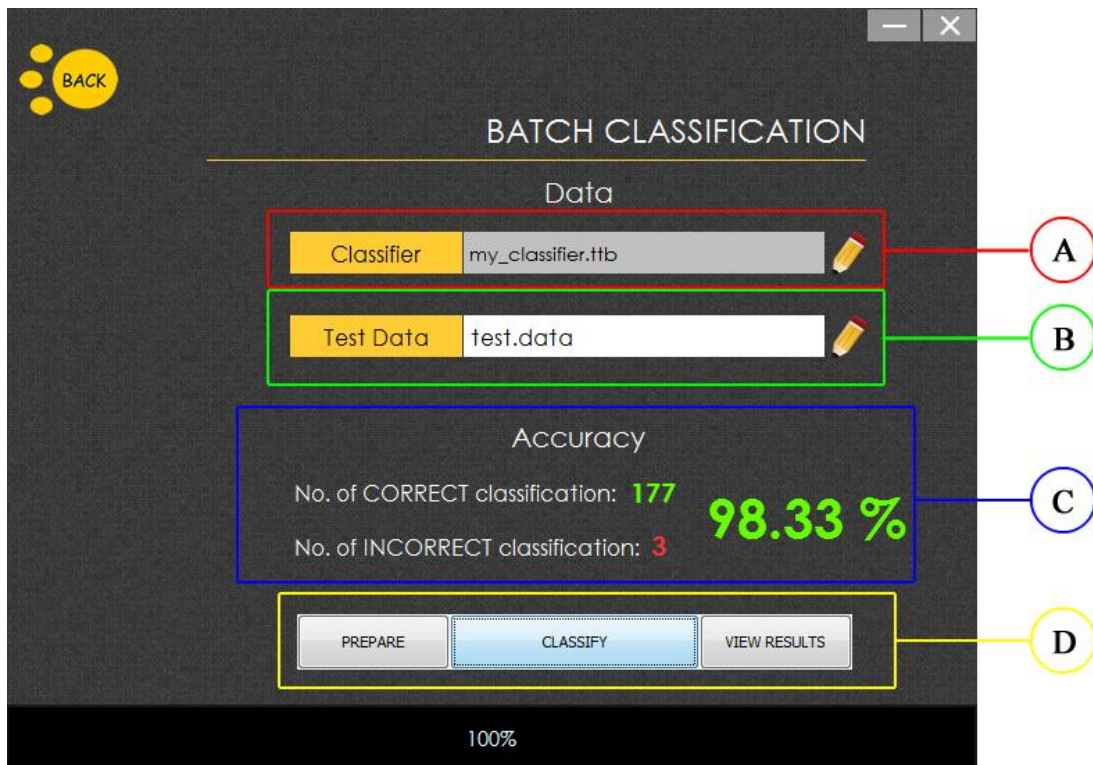 BACK
BATCH CLASSIFICATION
Data
Classifier my_classifier.ttb
A
Test Data test.data
B
Accuracy
No. of CORRECT classification: 177
98.33 %
C
No. of INCORRECT classification: 3
PREPARE CLASSIFY VIEW RESULTS
D
100%